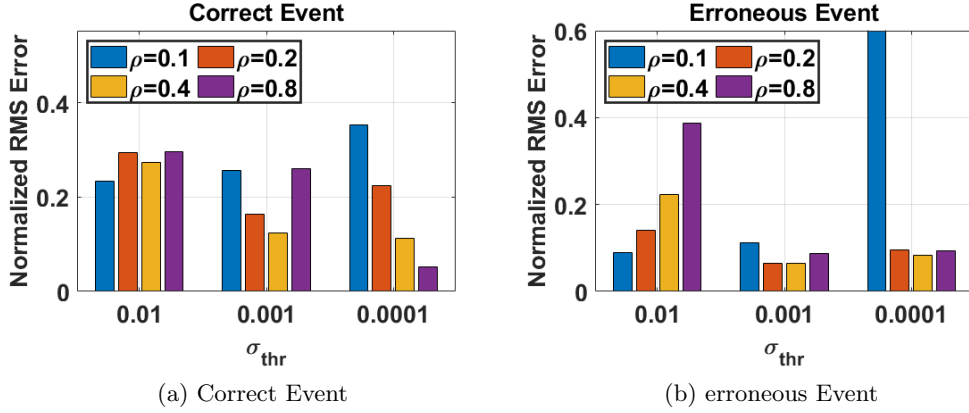 Correct Event
Normalized RMS Error
0.4
0.2
0
ρ=0.1 ρ=0.2
ρ=0.4 ρ=0.8
0.01 0.001 0.0001
σthr
(a) Correct Event
Erroneous Event
Normalized RMS Error
0.6
0.4
0.2
0
ρ=0.1 ρ=0.2
ρ=0.4 ρ=0.8
0.01 0.001 0.0001
σthr
(b) erroneous Event